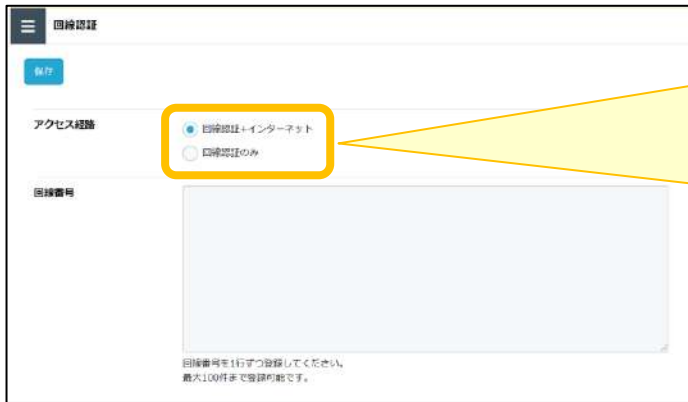 回線認証
保存
アクセス経路
回線認証+インターネット
回線認証のみ
回線番号
回線番号を1行ずつ登録してください。
最大100件まで登録可能です。